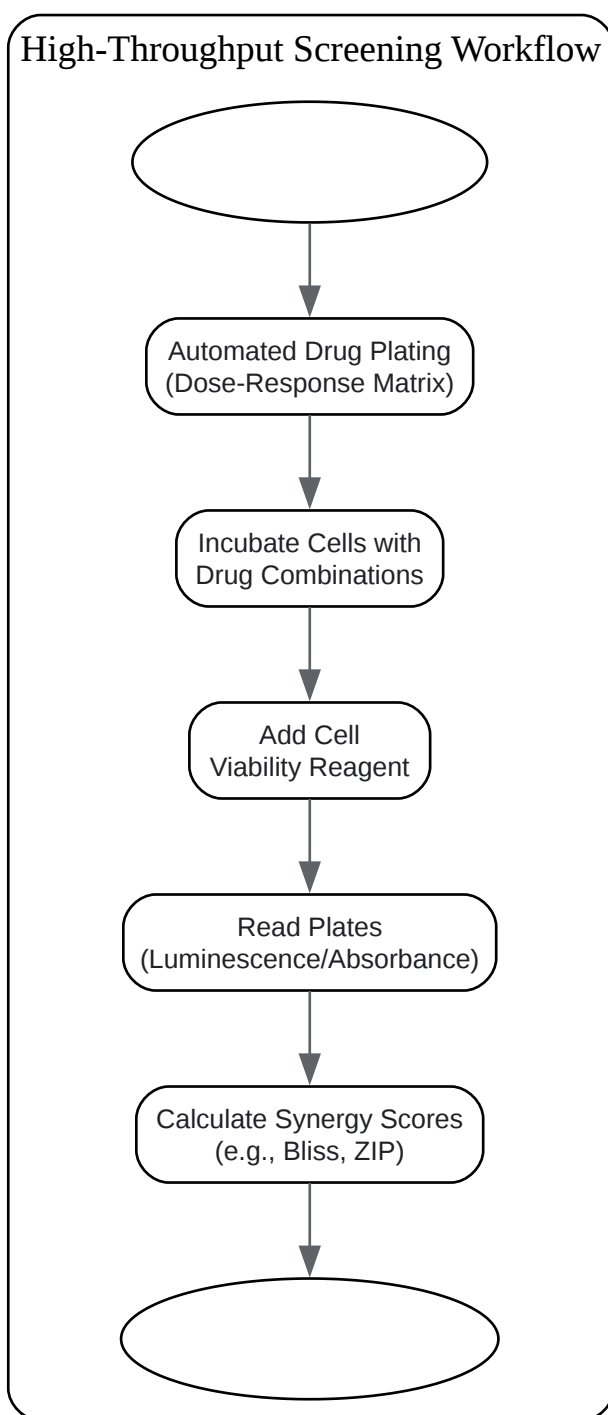 High-Throughput Screening Workflow
Automated Drug Plating
(Dose-Response Matrix)
Incubate Cells with
Drug Combinations
Add Cell
Viability Reagent
Read Plates
(Luminescence/Absorbance)
Calculate Synergy Scores
(e.g., Bliss, ZIP)